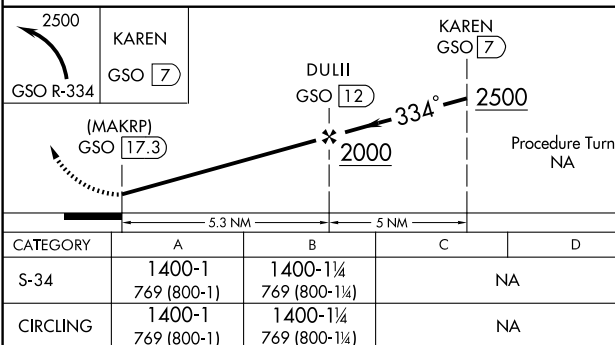 2500
GSO R-334
KAREN
GSO 7
KAREN
GSO 7
DULII
GSO 12
334°
2500
2000
(MAKRP)
GSO 17.3
Procedure Turn
NA
5.3 NM
5 NM
CATEGORY A B C D
S-34 1400-1 1400-1¼ NA
769 (800-1) 769 (800-1¼)
CIRCLING 1400-1 1400-1¼ NA
769 (800-1) 769 (800-1¼)